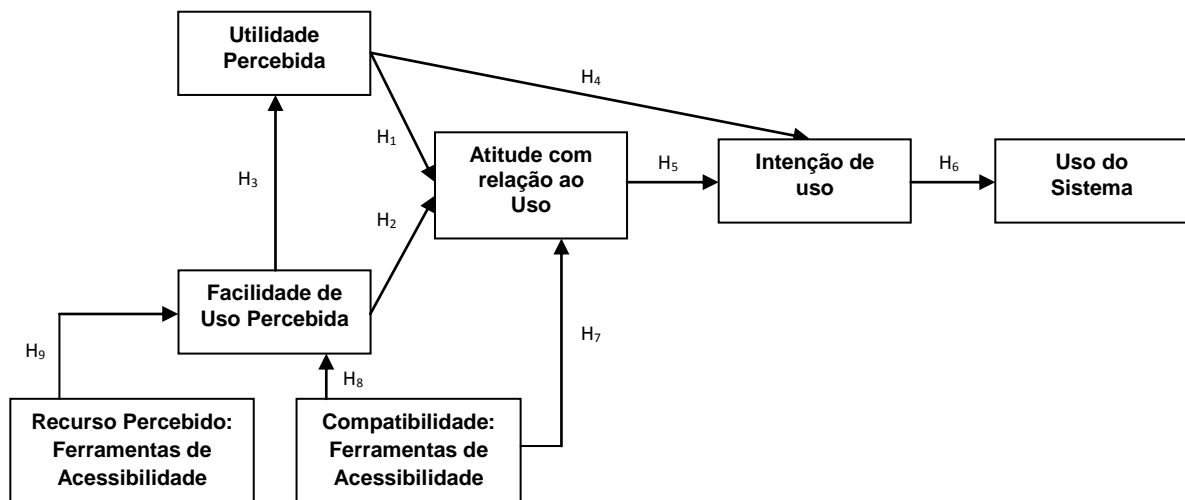 Utilidade
Percebida
H4
H1
Atitude com
relação ao
Uso
H5
Intenção de
uso
H6
Uso do
Sistema
H3
H2
Facilidade de
Uso Percebida
H9
H8
H7
Recurso Percebido:
Ferramentas de
Acessibilidade
Compatibilidade:
Ferramentas de
Acessibilidade